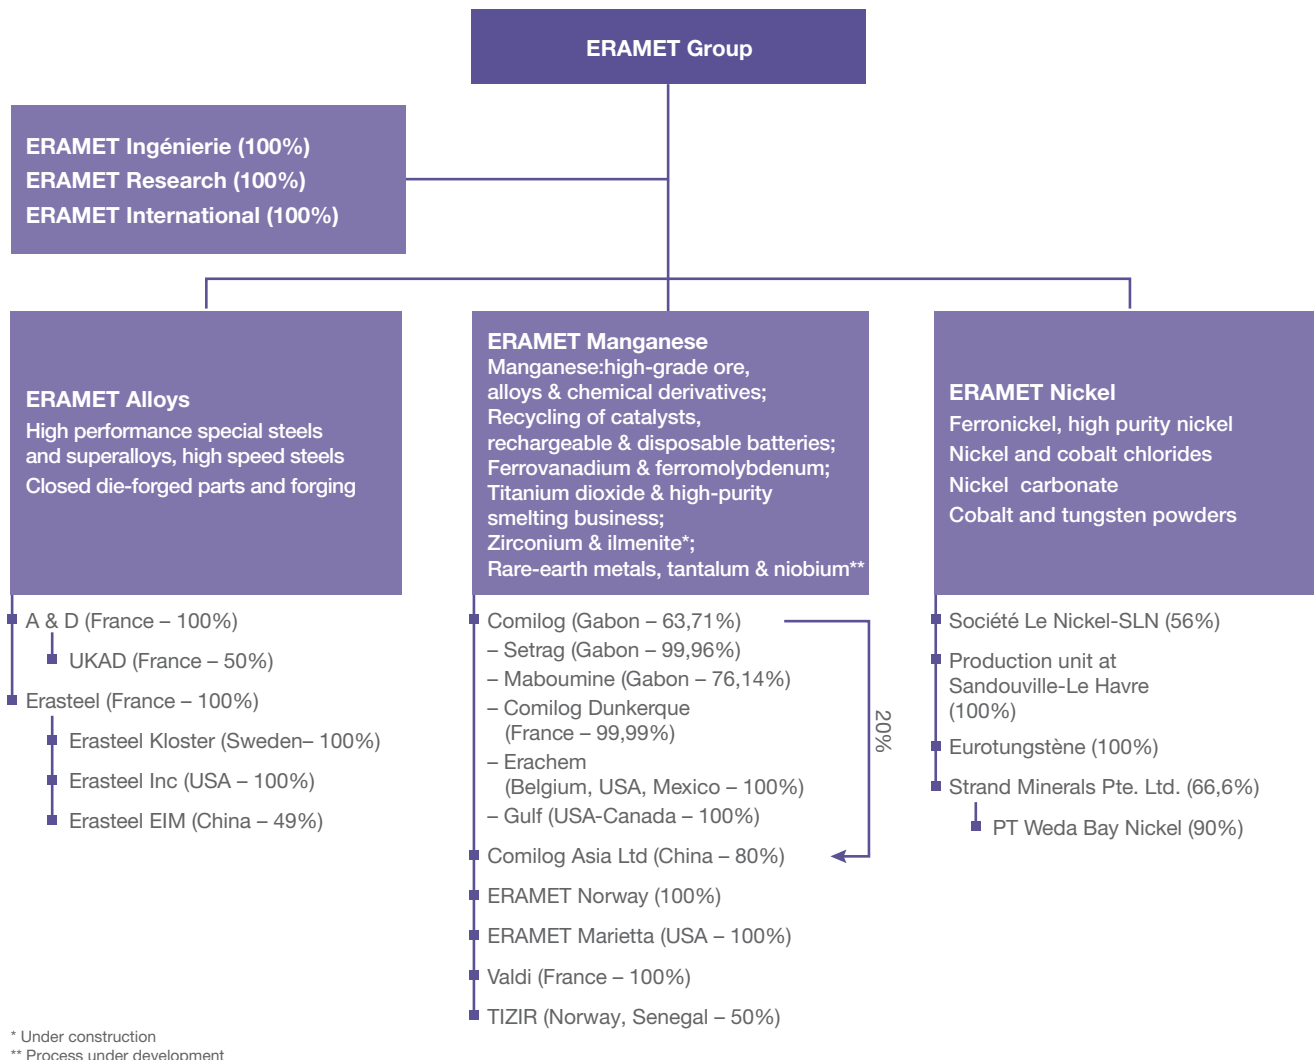 ERAMET Group
ERAMET Ingénierie (100%)
ERAMET Research (100%)
ERAMET International (100%)
ERAMET Alloys
High performance special steels
and superalloys, high speed steels
Closed die-forged parts and forging
A & D (France – 100%)
UKAD (France – 50%)
Erasteel (France – 100%)
Erasteel Kloster (Sweden– 100%)
Erasteel Inc (USA – 100%)
Erasteel EIM (China – 49%)
ERAMET Manganese
Manganese:high-grade ore,
alloys & chemical derivatives;
Recycling of catalysts,
rechargeable & disposable batteries;
Ferrovanadium & ferromolybdenum;
Titanium dioxide & high-purity
smelting business;
Zirconium & ilmenite*;
Rare-earth metals, tantalum & niobium**
Comilog (Gabon – 63,71%)
– Setrag (Gabon – 99,96%)
– Maboumine (Gabon – 76,14%)
– Comilog Dunkerque
(France – 99,99%)
– Erachem
(Belgium, USA, Mexico – 100%)
– Gulf (USA-Canada – 100%)
20%
Comilog Asia Ltd (China – 80%)
ERAMET Norway (100%)
ERAMET Marietta (USA – 100%)
Valdi (France – 100%)
TIZIR (Norway, Senegal – 50%)
ERAMET Nickel
Ferronickel, high purity nickel
Nickel and cobalt chlorides
Nickel carbonate
Cobalt and tungsten powders
Société Le Nickel-SLN (56%)
Production unit at
Sandouville-Le Havre
(100%)
Eurotungstène (100%)
Strand Minerals Pte. Ltd. (66,6%)
PT Weda Bay Nickel (90%)
* Under construction
** Process under development